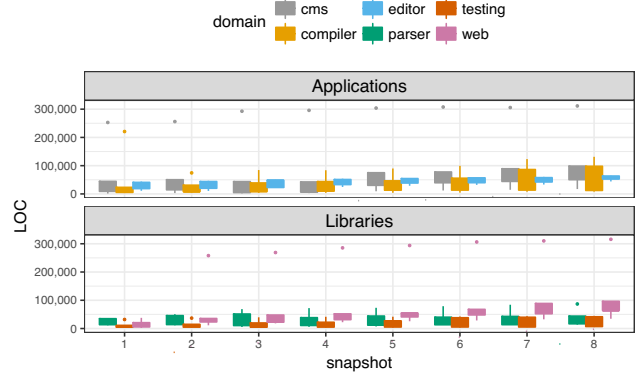 domain
cms editor testing
compiler parser web
Applications
300,000
200,000
100,000
0
LOC
Libraries
300,000
200,000
100,000
0
1 2 3 4 5 6 7 8
snapshot